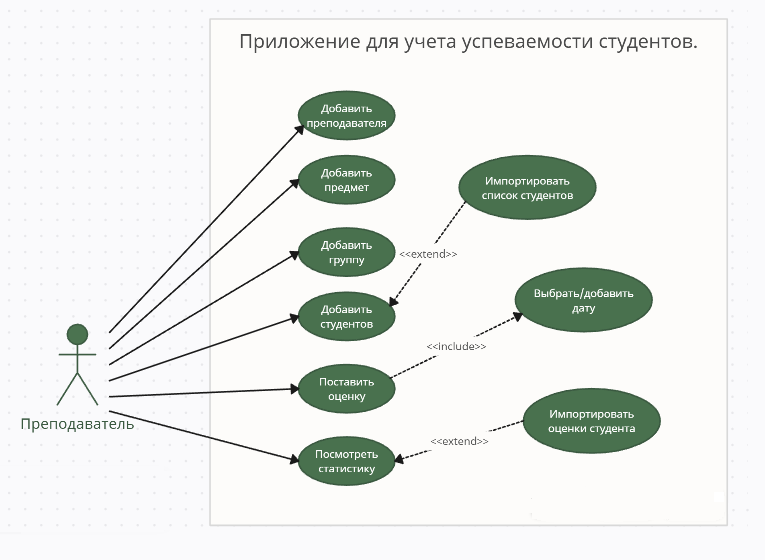 Приложение для учета успеваемости студентов.
Добавить
преподавателя
Добавить
предмет
Импортировать
список студентов
Добавить
группу
<<extend>>
Добавить
студентов
Выбрать/добавить
дату
<<include>>
Поставить
оценку
Преподаватель
Импортировать
оценки студента
<<extend>>
Посмотреть
статистику